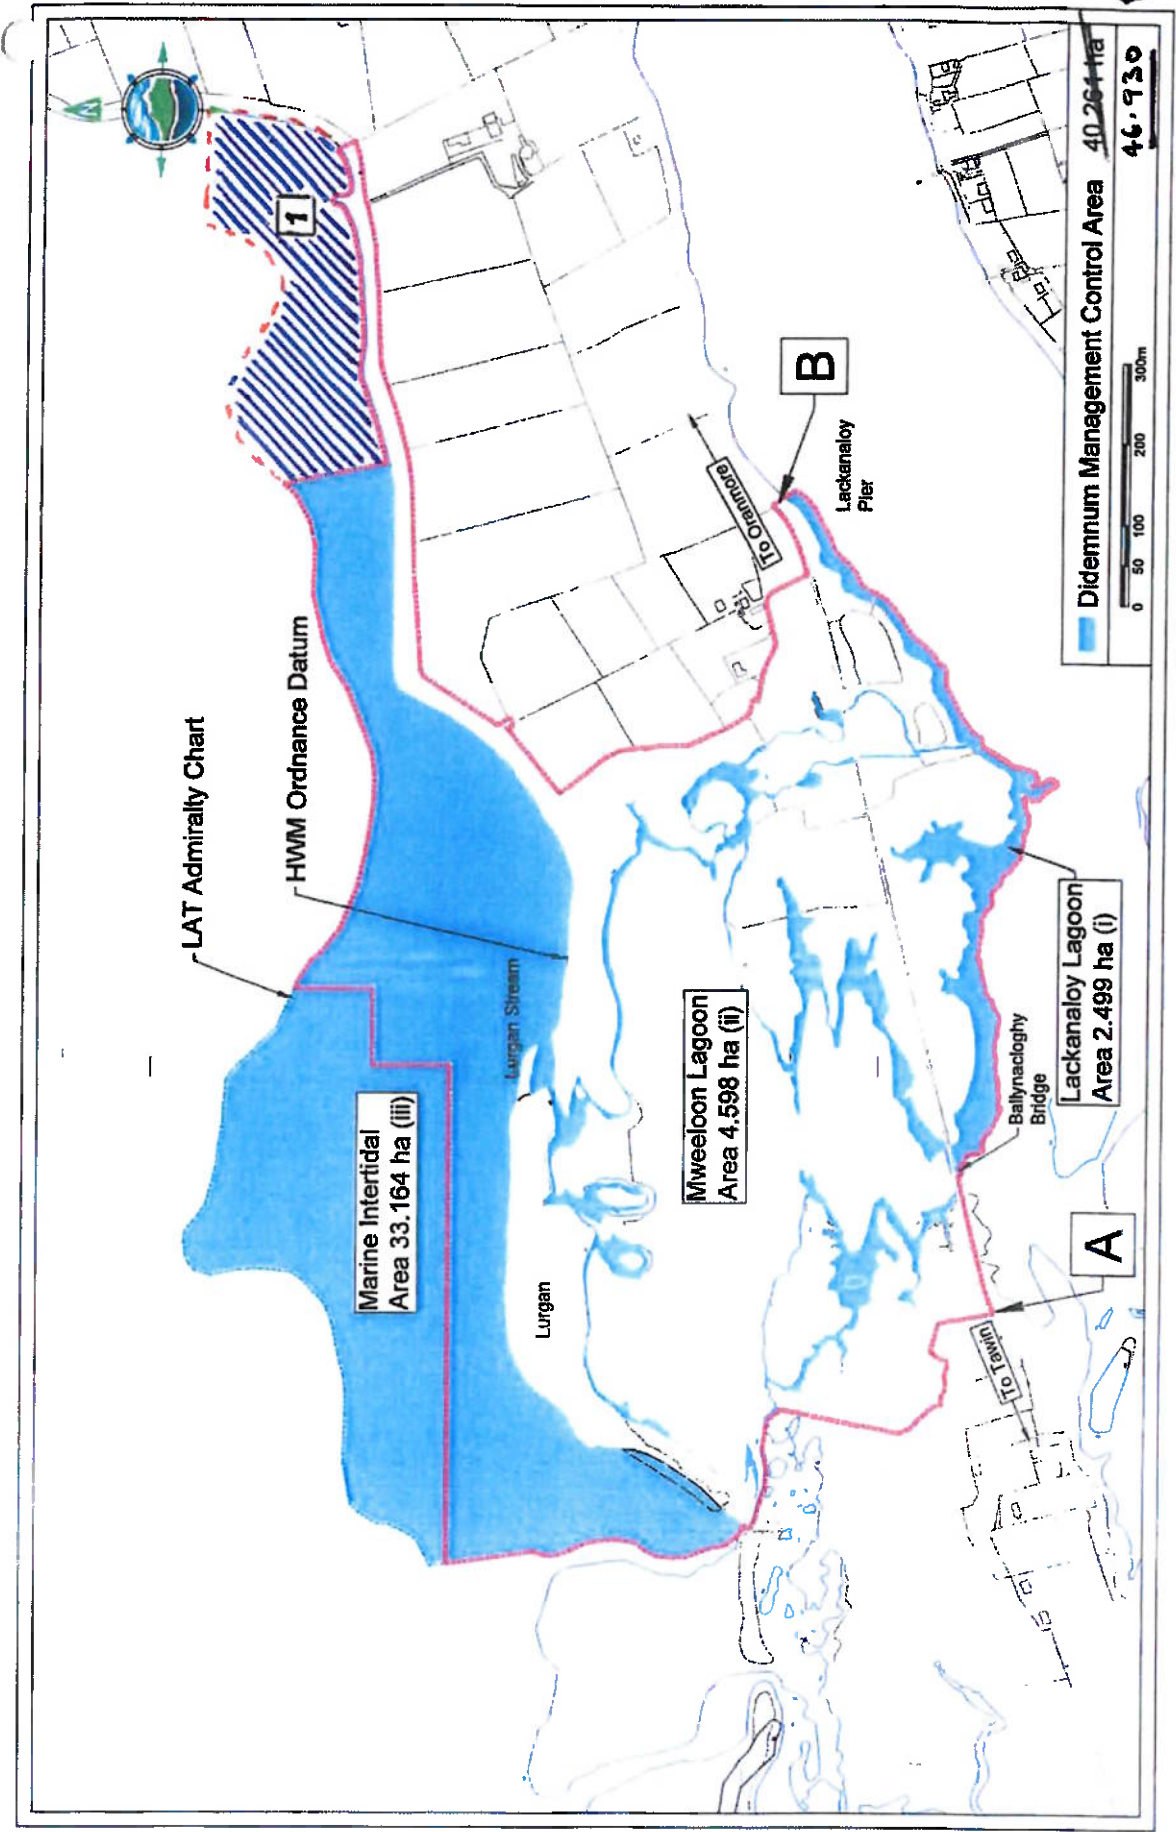 N
1
LAT Admiralty Chart
HWM Ordnance Datum
Lurgan Stream
Marine Intertidal
Area 33.164 ha (iii)
Lurgan
Mweeloon Lagoon
Area 4.598 ha (ii)
To Oranmore
B
Lackanaloy
Pier
Ballynacloghy
Bridge
Lackanaloy Lagoon
Area 2.499 ha (i)
A
To Tawin
Didemnum Management Control Area 40.261 ha
46.930
0 50 100 200 300m